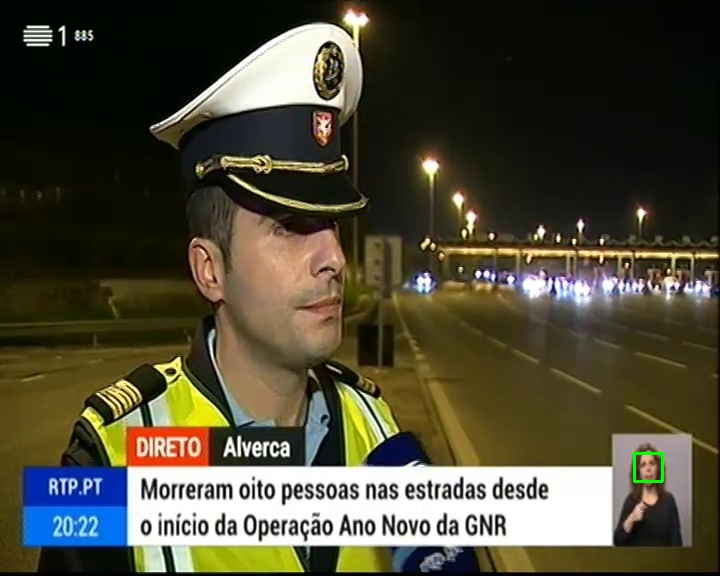 1 885
DIRETO Alverca
RTP.PT
Morreram oito pessoas nas estradas desde
20:22
o início da Operação Ano Novo da GNR